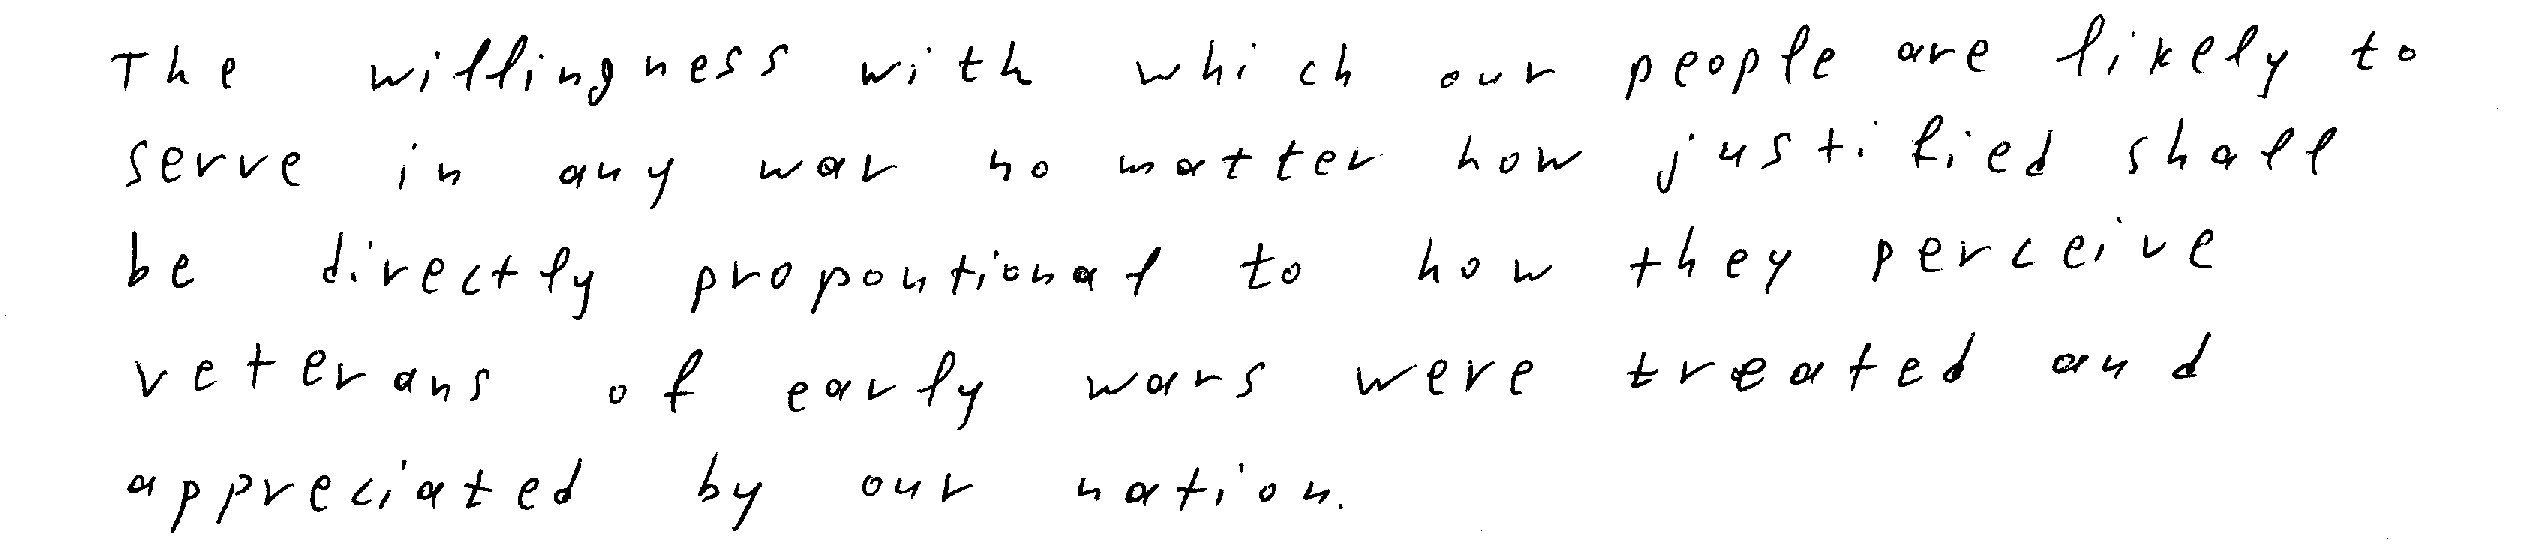 The willingness with which our people are likely to
serve in any war no matter how justified shall
be directly proportional to how they perceive
veterans of early wars were treated and
appreciated by our nation.